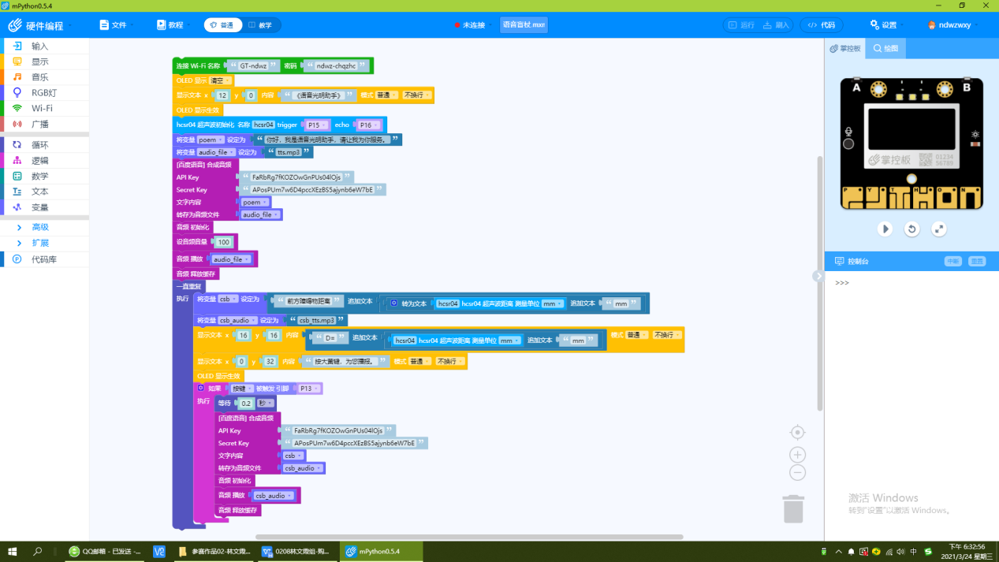 mPython0.5.4
硬件编程 文件 教程 普通 教学 未连接 语音盲杖.mxml 运行 刷入 代码 设置 ndwzwxy
输入
显示
音乐
RGB灯
Wi-Fi
广播
循环
逻辑
数学
文本
变量
高级
扩展
代码库
连接 Wi-Fi 名称 “ GT-ndwz ” 密码 “ ndwz-chqzhc ”
OLED 显示 清空
显示文本 x 12 y 0 内容 “ 《语音光明助手》 ” 模式 普通 不换行
OLED 显示生效
hcsr04 超声波初始化 名称 hcsr04 trigger P15 echo P16
将变量 poem 设定为 “ 你好，我是语音光明助手，请让我为你服务。 ”
将变量 audio_file 设定为 “ tts.mp3 ”
[百度语音] 合成音频
API Key “ FaRbRg7fKOZOwGnPUs04lOjs ”
Secret Key “ APosPUm7w6D4pccXEzBS5ajynb6eW7bE ”
文字内容 poem
转存为音频文件 audio_file
音频 初始化
设音频音量 100
音频 播放 audio_file
音频 释放缓存
一直重复
执行 将变量 csb 设定为 “ 前方障碍物距离 ” 追加文本 转为文本 hcsr04 hcsr04 超声波距离 测量单位 mm 追加文本 “ mm ”
将变量 csb_audio 设定为 “ csb_tts.mp3 ”
显示文本 x 16 y 16 内容 “ D= ” 追加文本 hcsr04 hcsr04 超声波距离 测量单位 mm 追加文本 “ mm ” 模式 普通 不换行
显示文本 x 0 y 32 内容 “ 按大黄键，为您播报。 ” 模式 普通 不换行
OLED 显示生效
如果 按键 被触发 引脚 P13
执行 等待 0.2 秒
[百度语音] 合成音频
API Key “ FaRbRg7fKOZOwGnPUs04lOjs ”
Secret Key “ APosPUm7w6D4pccXEzBS5ajynb6eW7bE ”
文字内容 csb
转存为音频文件 csb_audio
音频 初始化
音频 播放 csb_audio
音频 释放缓存
掌控板 绘图
A B
掌控板 01234 56789
P Y T H O N
控制台 中断 重置
>>>
激活 Windows
转到"设置"以激活 Windows。
QQ邮箱 - 已发送 -... 参赛作品02-林文霞... 0208林文霞组-购... mPython0.5.4
中 下午 6:32:56
2021/3/24 星期三